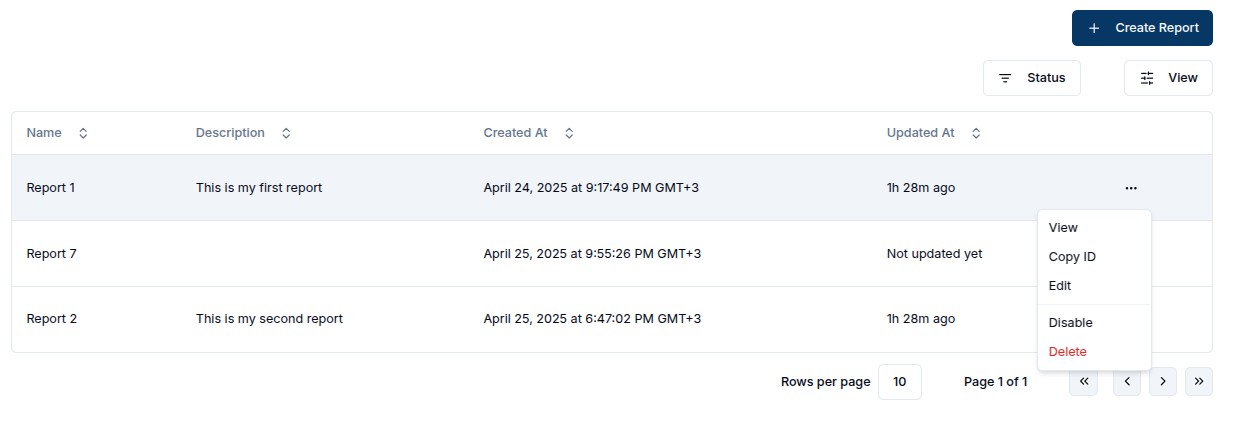 Create Report
Status View
Name Description Created At Updated At
Report 1 This is my first report April 24, 2025 at 9:17:49 PM GMT+3 1h 28m ago ...
View
Report 7 April 25, 2025 at 9:55:26 PM GMT+3 Not updated yet
Copy ID
Edit
Report 2 This is my second report April 25, 2025 at 6:47:02 PM GMT+3 1h 28m ago
Disable
Delete
Rows per page 10 Page 1 of 1